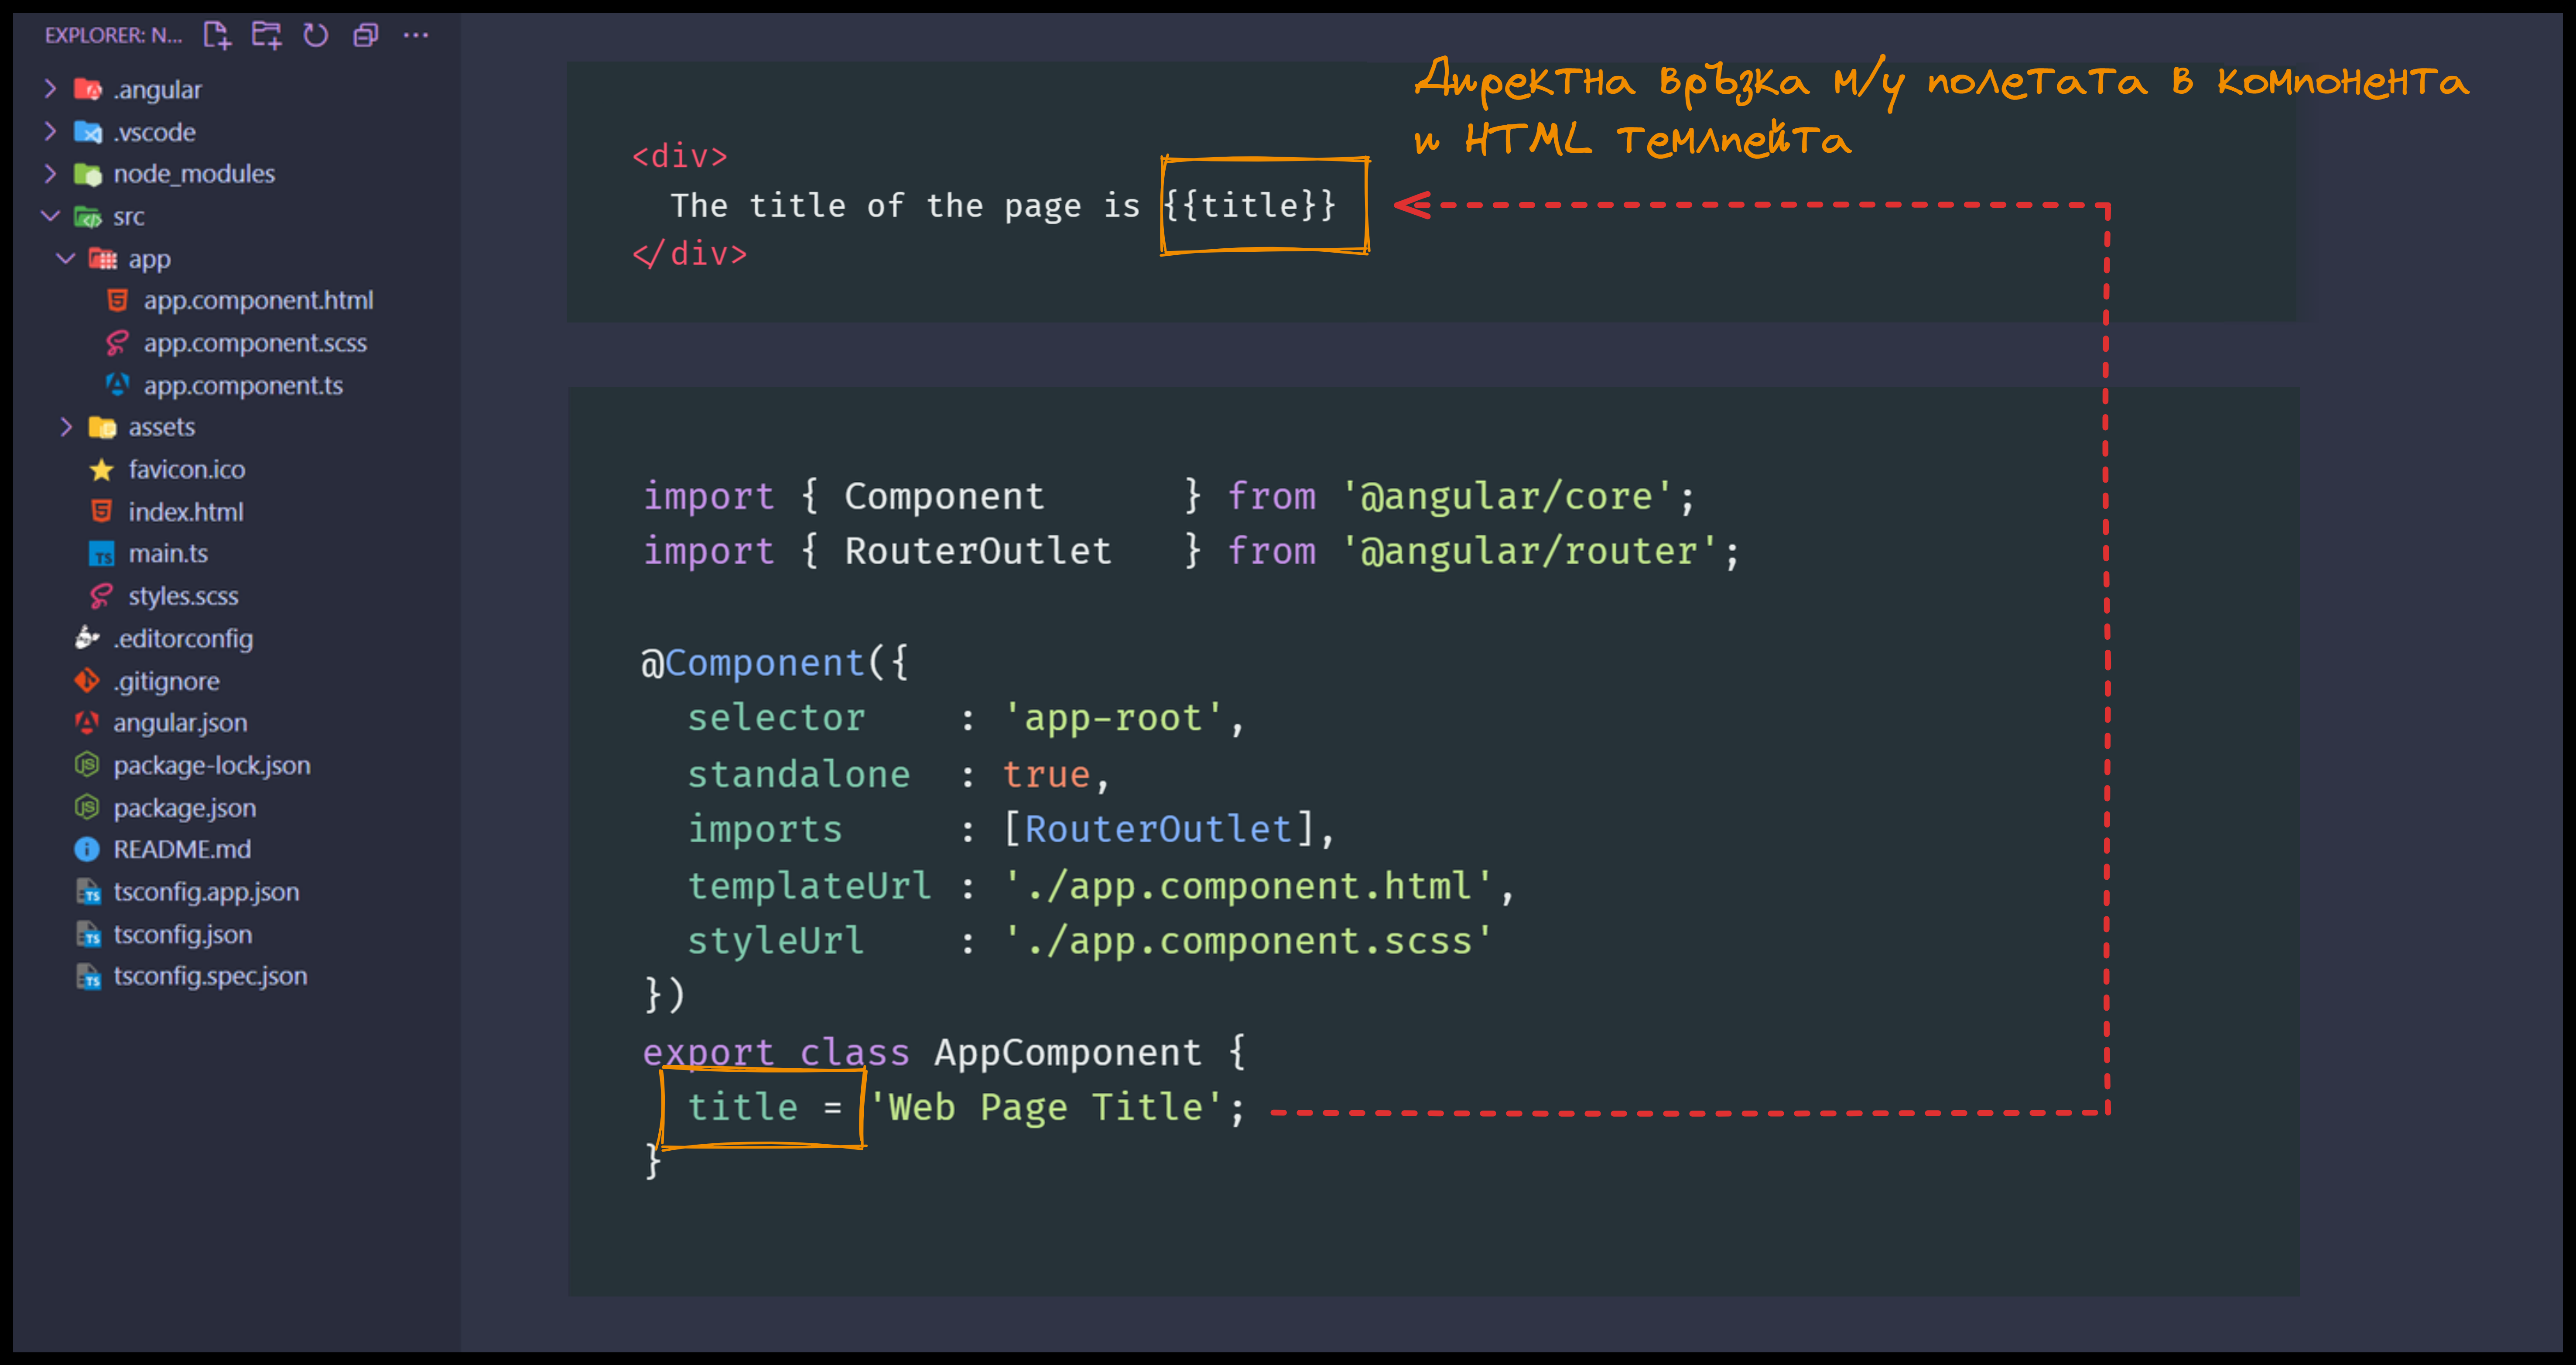 EXPLORER: N...
.angular
.vscode
node_modules
src
app
app.component.html
app.component.scss
app.component.ts
assets
favicon.ico
index.html
main.ts
styles.scss
.editorconfig
.gitignore
angular.json
package-lock.json
package.json
README.md
tsconfig.app.json
tsconfig.json
tsconfig.spec.json
Директна връзка м/у полетата в компонента
и HTML темлпейта
<div>
The title of the page is {{title}}
</div>
import { Component } from '@angular/core';
import { RouterOutlet } from '@angular/router';
@Component({
selector : 'app-root',
standalone : true,
imports : [RouterOutlet],
templateUrl : './app.component.html',
styleUrl : './app.component.scss'
})
export class AppComponent {
title = 'Web Page Title';
}